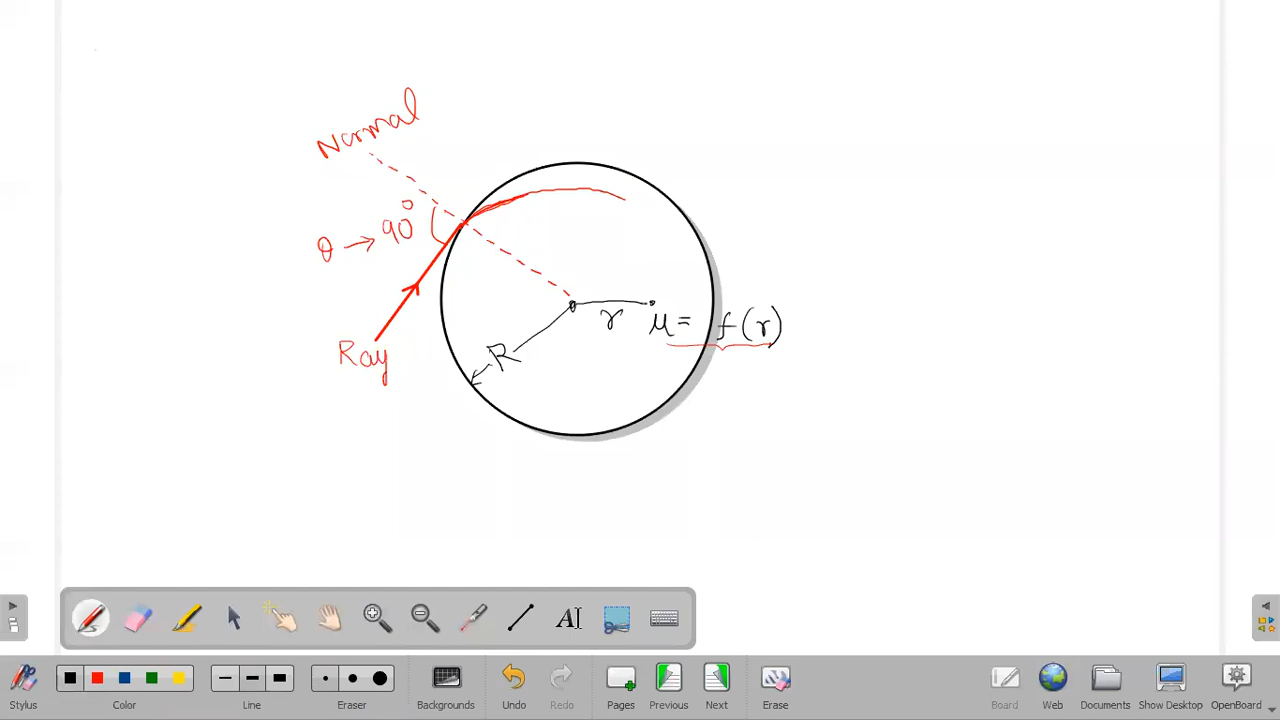 Normal
θ → 90°
Ray
R
r
μ = f(r)
AI
Stylus
Color
Line
Eraser
Backgrounds
Undo
Redo
Pages
Previous
Next
Erase
Board
Web
Documents
Show Desktop
OpenBoard